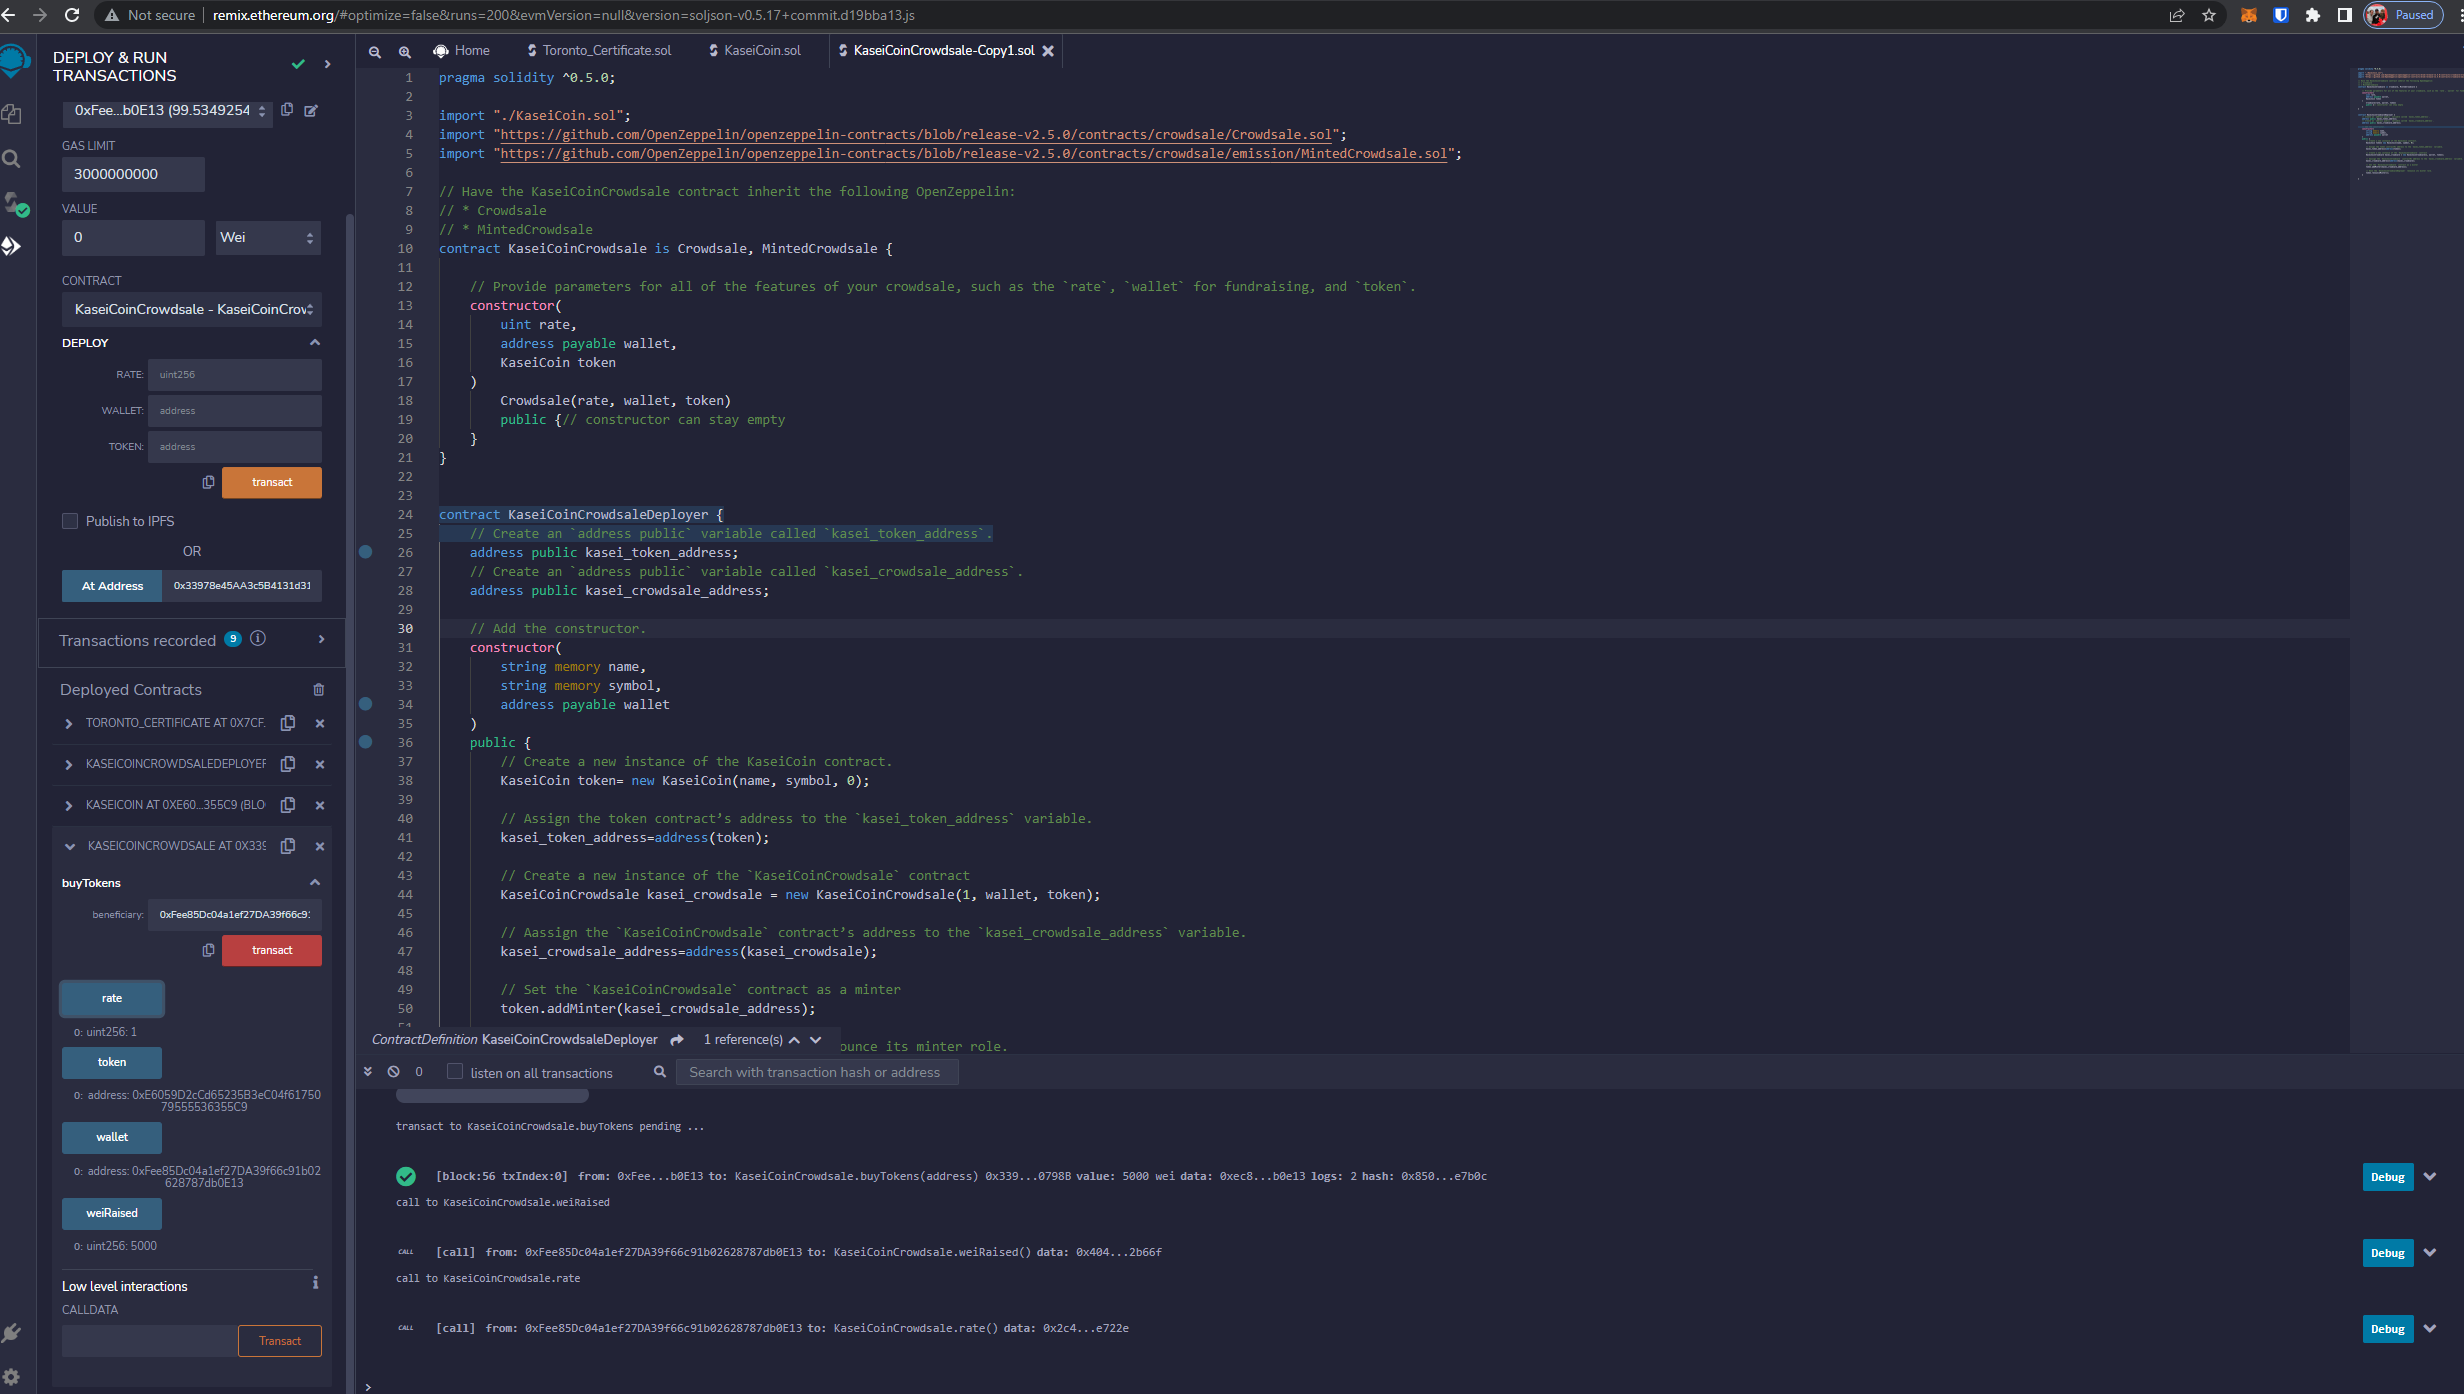 Not secure | remix.ethereum.org/#optimize=false&runs=200&evmVersion=null&version=soljson-v0.5.17+commit.d19bba13.js
Paused
DEPLOY & RUN
TRANSACTIONS
0xFee...b0E13 (99.5349254
GAS LIMIT
3000000000
VALUE
0
Wei
CONTRACT
KaseiCoinCrowdsale - KaseiCoinCrow
DEPLOY
RATE: uint256
WALLET: address
TOKEN: address
transact
Publish to IPFS
OR
At Address 0x33978e45AA3c5B4131d31
Transactions recorded 9
Deployed Contracts
TORONTO_CERTIFICATE AT 0X7CF.
KASEICOINCROWDSALEDEPLOYER
KASEICOIN AT 0XE60...355C9 (BLO
KASEICOINCROWDSALE AT 0X339
buyTokens
beneficiary: 0xFee85Dc04a1ef27DA39f66c91
transact
rate
0: uint256: 1
token
0: address: 0xE6059D2cCd65235B3eC04f61750
79555536355C9
wallet
0: address: 0xFee85Dc04a1ef27DA39f66c91b02
628787db0E13
weiRaised
0: uint256: 5000
Low level interactions
CALLDATA
Transact
Home Toronto_Certificate.sol KaseiCoin.sol KaseiCoinCrowdsale-Copy1.sol
1 pragma solidity ^0.5.0;
2
3 import "./KaseiCoin.sol";
4 import "https://github.com/OpenZeppelin/openzeppelin-contracts/blob/release-v2.5.0/contracts/crowdsale/Crowdsale.sol";
5 import "https://github.com/OpenZeppelin/openzeppelin-contracts/blob/release-v2.5.0/contracts/crowdsale/emission/MintedCrowdsale.sol";
6
7 // Have the KaseiCoinCrowdsale contract inherit the following OpenZeppelin:
8 // * Crowdsale
9 // * MintedCrowdsale
10 contract KaseiCoinCrowdsale is Crowdsale, MintedCrowdsale {
11
12 // Provide parameters for all of the features of your crowdsale, such as the `rate`, `wallet` for fundraising, and `token`.
13 constructor(
14 uint rate,
15 address payable wallet,
16 KaseiCoin token
17 )
18 Crowdsale(rate, wallet, token)
19 public {// constructor can stay empty
20 }
21 }
22
23
24 contract KaseiCoinCrowdsaleDeployer {
25 // Create an `address public` variable called `kasei_token_address`.
26 address public kasei_token_address;
27 // Create an `address public` variable called `kasei_crowdsale_address`.
28 address public kasei_crowdsale_address;
29
30 // Add the constructor.
31 constructor(
32 string memory name,
33 string memory symbol,
34 address payable wallet
35 )
36 public {
37 // Create a new instance of the KaseiCoin contract.
38 KaseiCoin token= new KaseiCoin(name, symbol, 0);
39
40 // Assign the token contract’s address to the `kasei_token_address` variable.
41 kasei_token_address=address(token);
42
43 // Create a new instance of the `KaseiCoinCrowdsale` contract
44 KaseiCoinCrowdsale kasei_crowdsale = new KaseiCoinCrowdsale(1, wallet, token);
45
46 // Aassign the `KaseiCoinCrowdsale` contract’s address to the `kasei_crowdsale_address` variable.
47 kasei_crowdsale_address=address(kasei_crowdsale);
48
49 // Set the `KaseiCoinCrowdsale` contract as a minter
50 token.addMinter(kasei_crowdsale_address);
51
ContractDefinition KaseiCoinCrowdsaleDeployer 1 reference(s) ounce its minter role.
0 listen on all transactions Search with transaction hash or address
transact to KaseiCoinCrowdsale.buyTokens pending ...
[block:56 txIndex:0] from: 0xFee...b0E13 to: KaseiCoinCrowdsale.buyTokens(address) 0x339...0798B value: 5000 wei data: 0xec8...b0e13 logs: 2 hash: 0x850...e7b0c Debug
call to KaseiCoinCrowdsale.weiRaised
CALL [call] from: 0xFee85Dc04a1ef27DA39f66c91b02628787db0E13 to: KaseiCoinCrowdsale.weiRaised() data: 0x404...2b66f Debug
call to KaseiCoinCrowdsale.rate
CALL [call] from: 0xFee85Dc04a1ef27DA39f66c91b02628787db0E13 to: KaseiCoinCrowdsale.rate() data: 0x2c4...e722e Debug
>